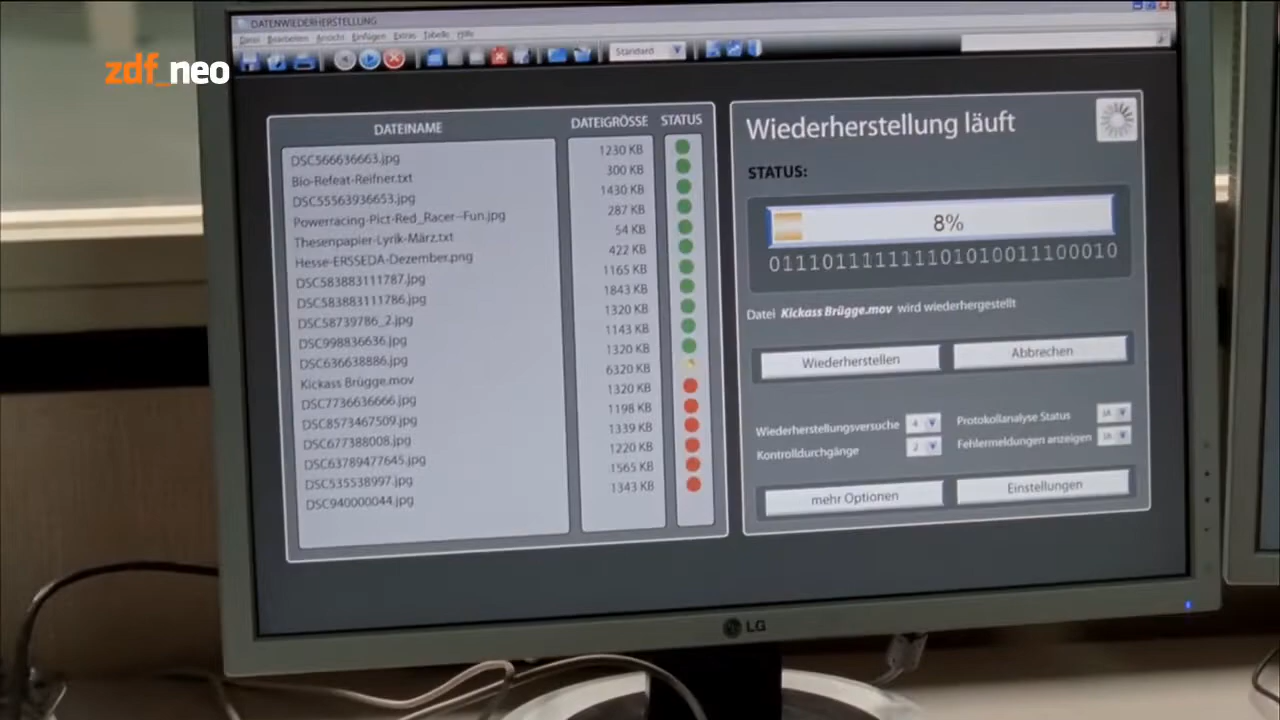 DATENWIEDERHERSTELLUNG
Datei Bearbeiten Ansicht Einfügen Extras Tabelle Hilfe
Standard
zdf_neo
DATEINAME DATEIGRÖSSE STATUS
DSC566636663.jpg 1230 KB
Bio-Refeat-Reifner.txt 300 KB
DSC55563936653.jpg 1430 KB
Powerracing-Pict-Red_Racer--Fun.jpg 287 KB
Thesenpapier-Lyrik-März.txt 54 KB
Hesse-ERSSEDA-Dezember.png 422 KB
DSC583883111787.jpg 1165 KB
DSC583883111786.jpg 1843 KB
DSC58739786_2.jpg 1320 KB
DSC998836636.jpg 1143 KB
DSC636638886.jpg 1320 KB
Kickass Brügge.mov 6320 KB
DSC7736636666.jpg 1320 KB
DSC8573467509.jpg 1198 KB
DSC677388008.jpg 1339 KB
DSC63789477645.jpg 1220 KB
DSC535538997.jpg 1565 KB
DSC940000044.jpg 1343 KB
Wiederherstellung läuft
STATUS:
8%
011101111111101010011100010
Datei Kickass Brügge.mov wird wiederhergestellt
Wiederherstellen Abbrechen
Wiederherstellungsversuche 4 Protokollanalyse Status JA
Kontrolldurchgänge 2 Fehlermeldungen anzeigen JA
mehr Optionen Einstellungen
LG